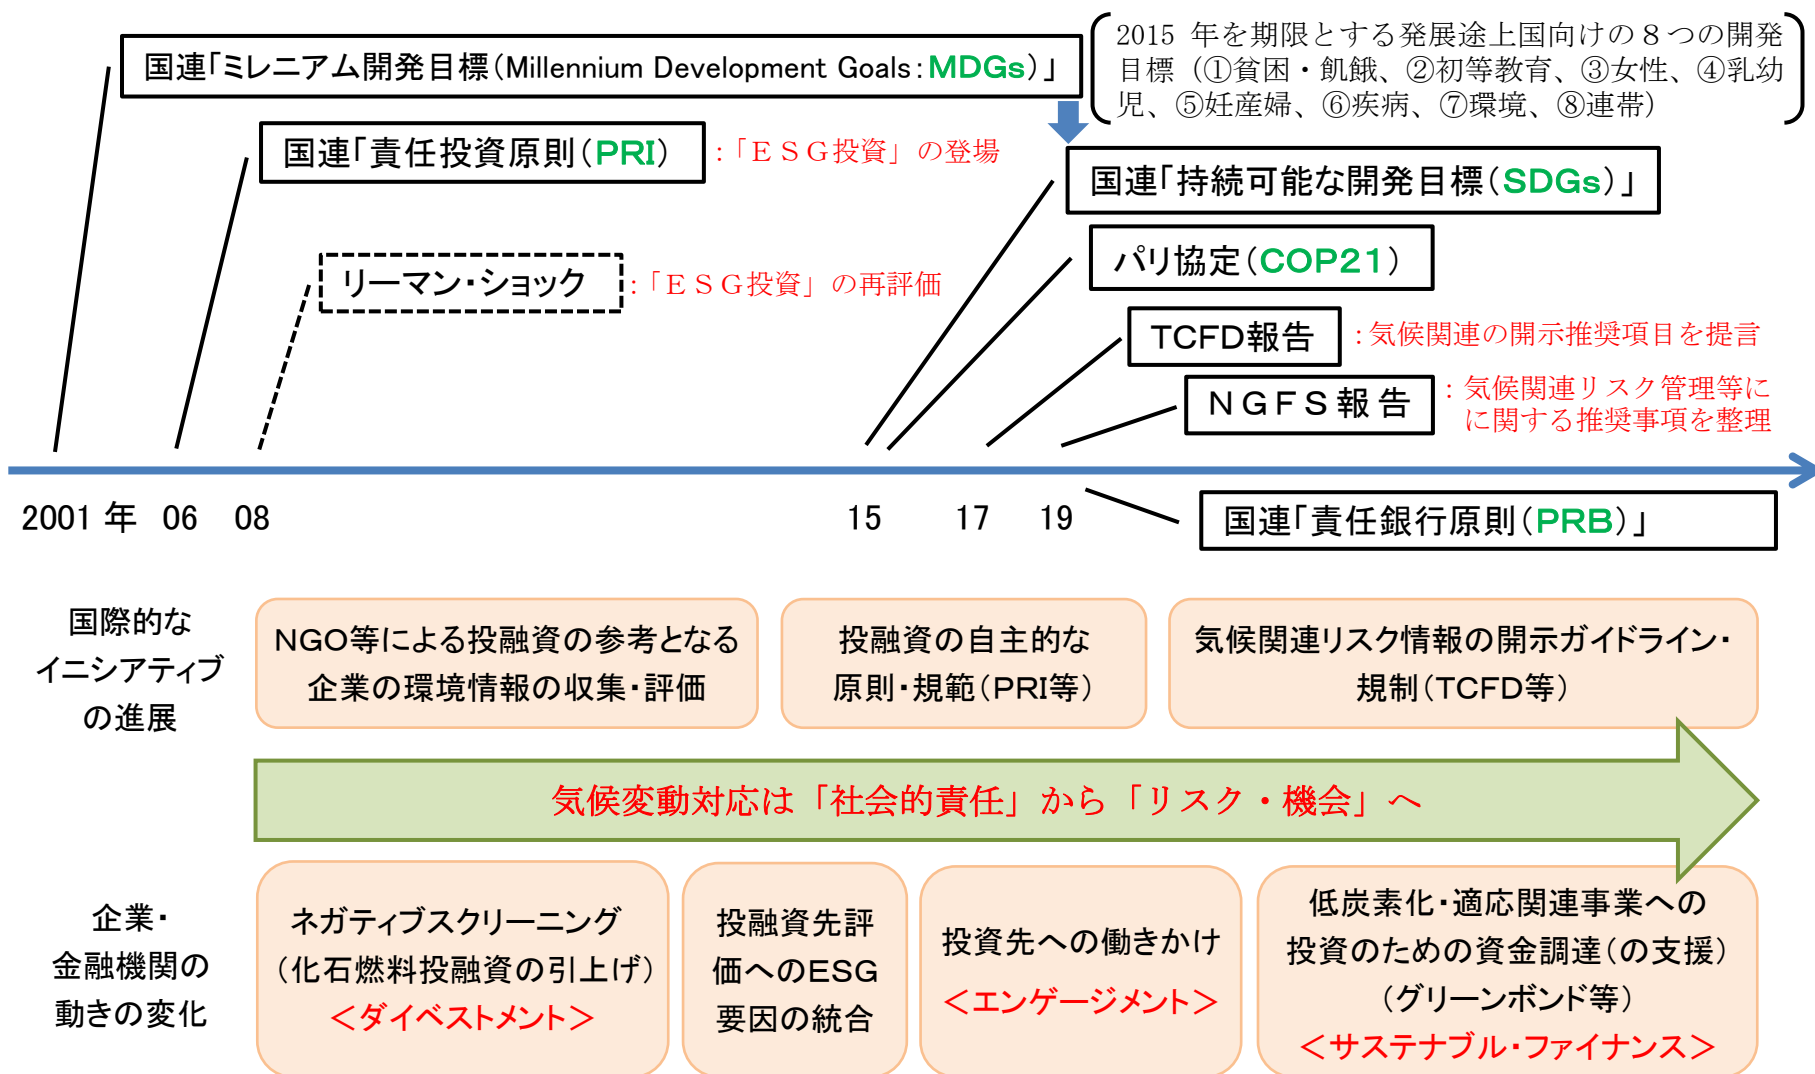 国連「ミレニアム開発目標（Millennium Development Goals：MDGs）」
2015 年を期限とする発展途上国向けの８つの開発
目標（①貧困・飢餓、②初等教育、③女性、④乳幼
児、⑤妊産婦、⑥疾病、⑦環境、⑧連帯）
国連「責任投資原則（PRI）
：「ＥＳＧ投資」の登場
国連「持続可能な開発目標（SDGs）」
パリ協定（COP21）
リーマン・ショック
：「ＥＳＧ投資」の再評価
TCFD報告
：気候関連の開示推奨項目を提言
ＮＧＦＳ報告
：気候関連リスク管理等に
に関する推奨事項を整理
2001 年 06 08 15 17 19
国連「責任銀行原則（PRB）」
国際的な
イニシアティブ
の進展
NGO等による投融資の参考となる
企業の環境情報の収集・評価
投融資の自主的な
原則・規範（PRI等）
気候関連リスク情報の開示ガイドライン・
規制（TCFD等）
気候変動対応は「社会的責任」から「リスク・機会」へ
企業・
金融機関の
動きの変化
ネガティブスクリーニング
（化石燃料投融資の引上げ）
＜ダイベストメント＞
投融資先評
価へのESG
要因の統合
投資先への働きかけ
＜エンゲージメント＞
低炭素化・適応関連事業への
投資のための資金調達（の支援）
（グリーンボンド等）
＜サステナブル・ファイナンス＞